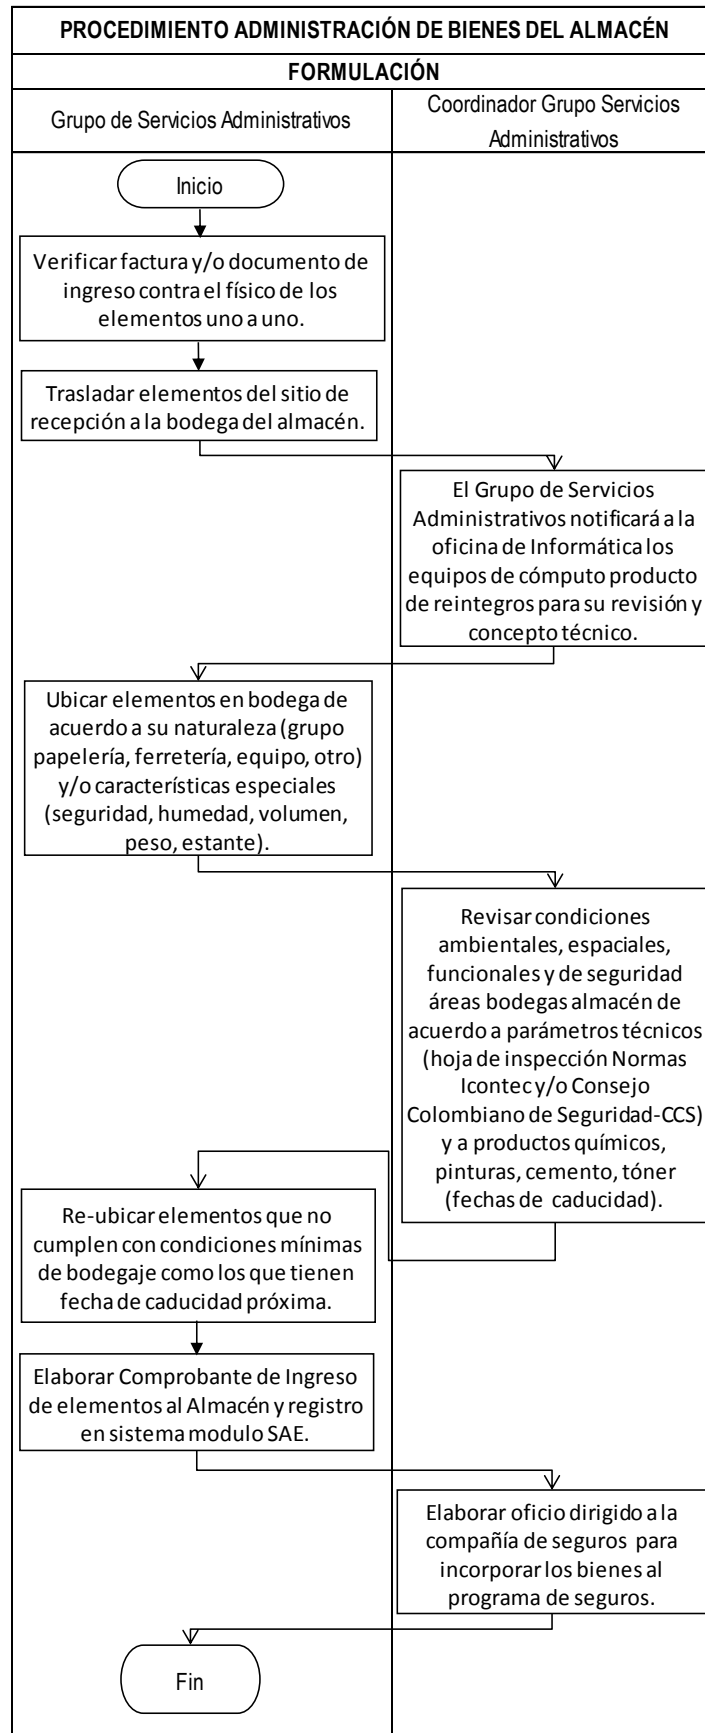 PROCEDIMIENTO ADMINISTRACIÓN DE BIENES DEL ALMACÉN
FORMULACIÓN
Grupo de Servicios Administrativos
Coordinador Grupo Servicios
Administrativos
Inicio
Verificar factura y/o documento de
ingreso contra el físico de los
elementos uno a uno.
Trasladar elementos del sitio de
recepción a la bodega del almacén.
El Grupo de Servicios
Administrativos notificará a la
oficina de Informática los
equipos de cómputo producto
de reintegros para su revisión y
concepto técnico.
Ubicar elementos en bodega de
acuerdo a su naturaleza (grupo
papelería, ferretería, equipo, otro)
y/o características especiales
(seguridad, humedad, volumen,
peso, estante).
Revisar condiciones
ambientales, espaciales,
funcionales y de seguridad
áreas bodegas almacén de
acuerdo a parámetros técnicos
(hoja de inspección Normas
Icontec y/o Consejo
Colombiano de Seguridad-CCS)
y a productos químicos,
pinturas, cemento, tóner
(fechas de caducidad).
Re-ubicar elementos que no
cumplen con condiciones mínimas
de bodegaje como los que tienen
fecha de caducidad próxima.
Elaborar Comprobante de Ingreso
de elementos al Almacén y registro
en sistema modulo SAE.
Elaborar oficio dirigido a la
compañía de seguros para
incorporar los bienes al
programa de seguros.
Fin